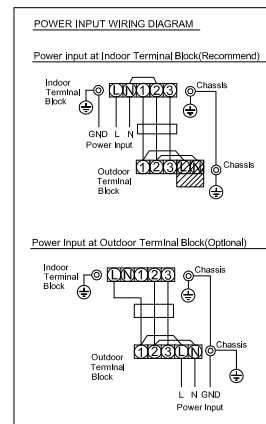 POWER INPUT WIRING DIAGRAM
Power input at Indoor Terminal Block(Recommend)
Indoor
Terminal
Block
L N 1 2 3
Chassis
GND L N
Power Input
Outdoor
Terminal
Block
1 2 3 L N
Chassis
Power Input at Outdoor Terminal Block(Optional)
Indoor
Terminal
Block
L N 1 2 3
Chassis
Outdoor
Terminal
Block
1 2 3 L N
Chassis
L N GND
Power Input